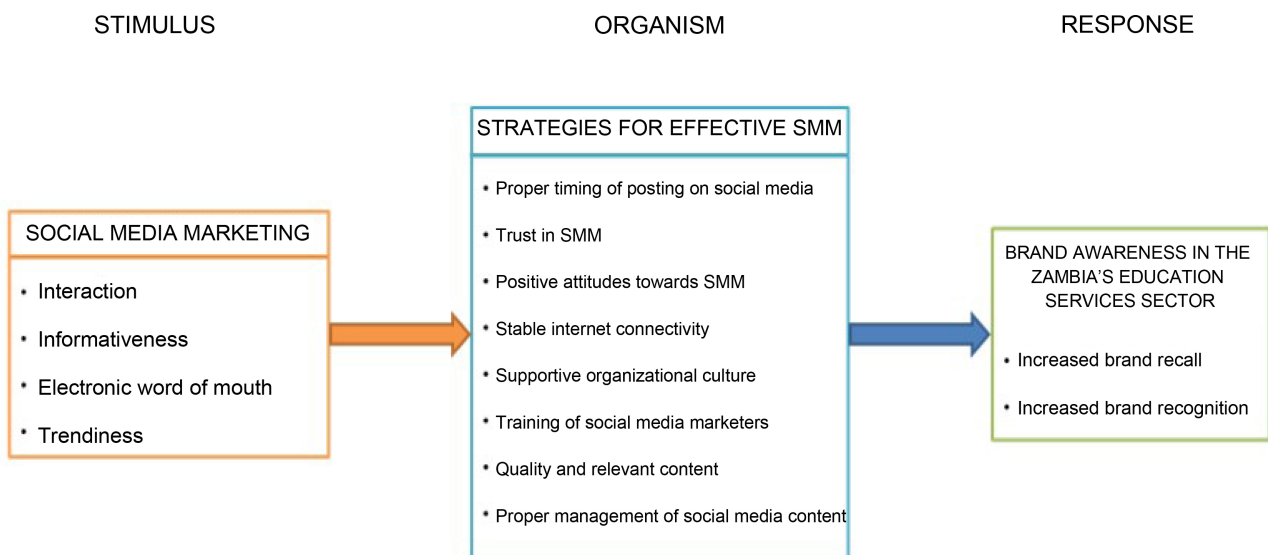 STIMULUS
ORGANISM
RESPONSE
SOCIAL MEDIA MARKETING
• Interaction
• Informativeness
• Electronic word of mouth
• Trendiness
STRATEGIES FOR EFFECTIVE SMM
• Proper timing of posting on social media
• Trust in SMM
• Positive attitudes towards SMM
• Stable internet connectivity
• Supportive organizational culture
• Training of social media marketers
• Quality and relevant content
• Proper management of social media content
BRAND AWARENESS IN THE
ZAMBIA'S EDUCATION
SERVICES SECTOR
• Increased brand recall
• Increased brand recognition